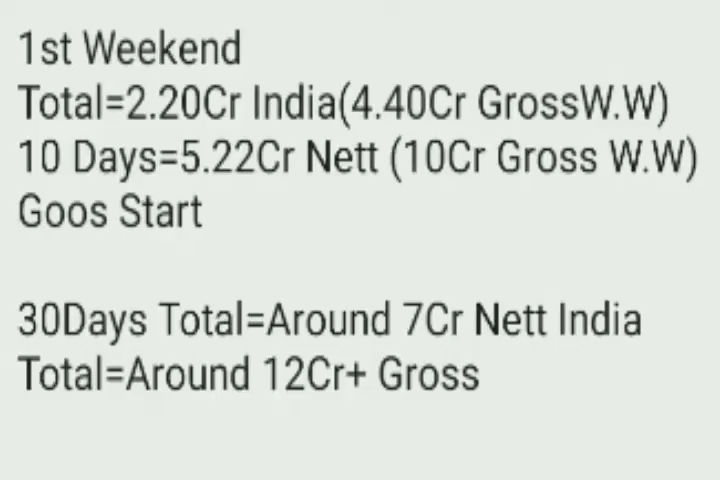 1st Weekend
Total=2.20Cr India(4.40Cr GrossW.W)
10 Days=5.22Cr Nett (10Cr Gross W.W)
Goos Start
30Days Total=Around 7Cr Nett India
Total=Around 12Cr+ Gross